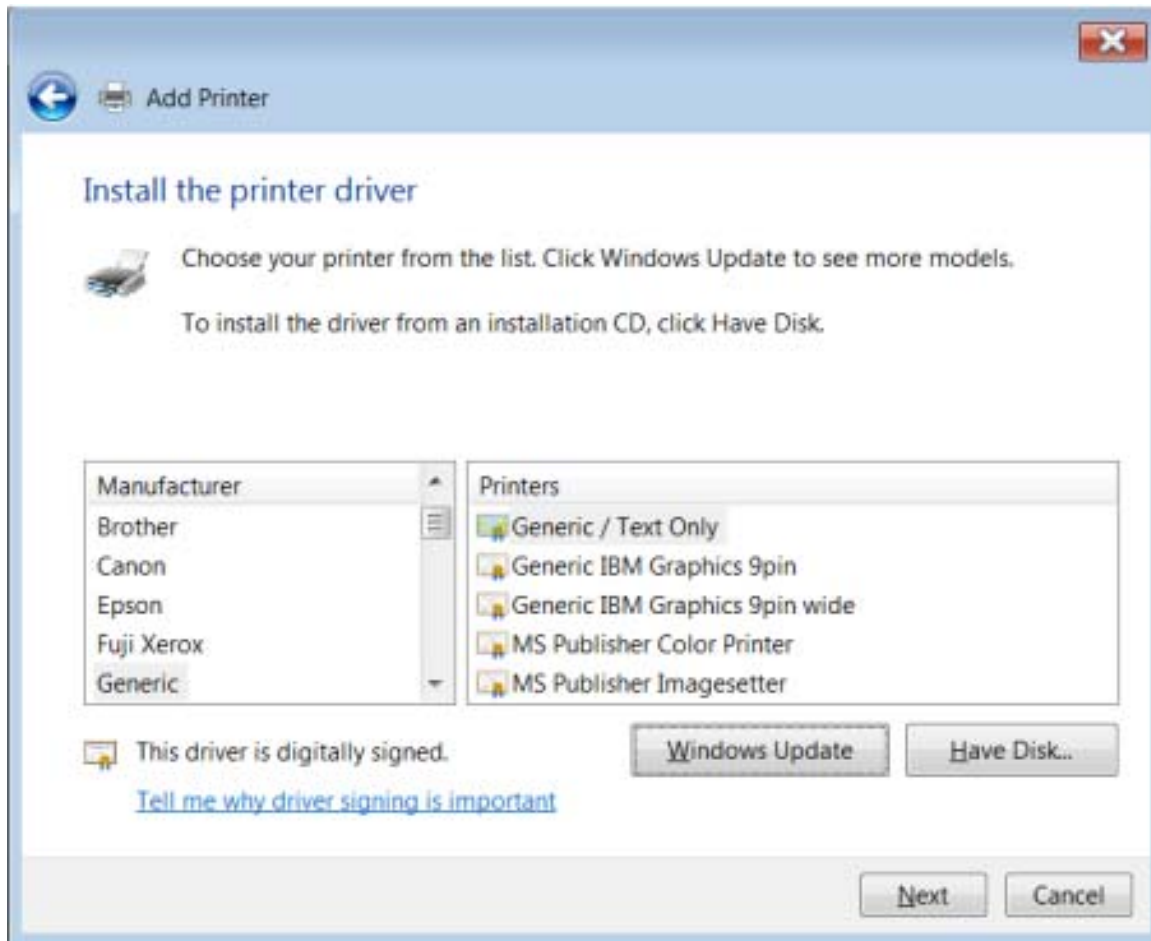 Add Printer
Install the printer driver
Choose your printer from the list. Click Windows Update to see more models.
To install the driver from an installation CD, click Have Disk.
Manufacturer
Brother
Canon
Epson
Fuji Xerox
Generic
Printers
Generic / Text Only
Generic IBM Graphics 9pin
Generic IBM Graphics 9pin wide
MS Publisher Color Printer
MS Publisher Imagesetter
This driver is digitally signed.
Tell me why driver signing is important
Windows Update
Have Disk...
Next
Cancel